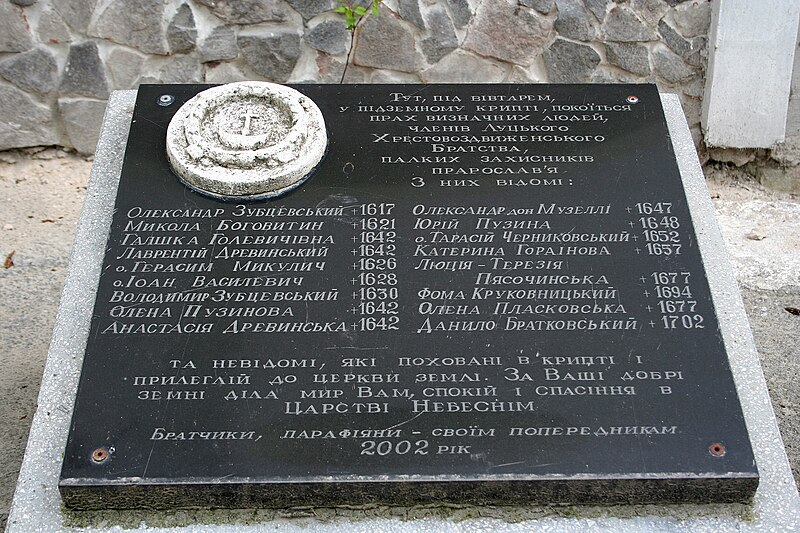 Тут, під вівтарем,
у підземному крипті, покоїться
прах визначних людей,
членів Луцького
Хрестовоздвиженського
Братства,
палких захисників
праросла́в'я.
З них відомі:
Олександр Зубцевський +1617
Микола Боговитин +1621
Галшка Голевичівна +1642
Лаврентій Древинський +1642
о. Герасим Микулич +1626
о. Іоан Василевич +1628
Володимир Зубцевський +1630
Олена Пузинова +1642
Анастасія Древинська +1642
Олександр дон Музеллі +1647
Юрій Пузина +1648
о. Тарасій Черниковський +1652
Катерина Гораінова +1657
Люція-Терезія
Пясочинська +1677
Фома Круковницький +1694
Олена Пласковська +1677
Данило Братковський +1702
та невідомі, які поховані в крипті і
прилеглій до церкви землі. За Ваші добрі
земні діла мир Вам, спокій і спасіння в
Царстві Небеснім
Братчики, парафіяни - своїм попередникам
2002 рік